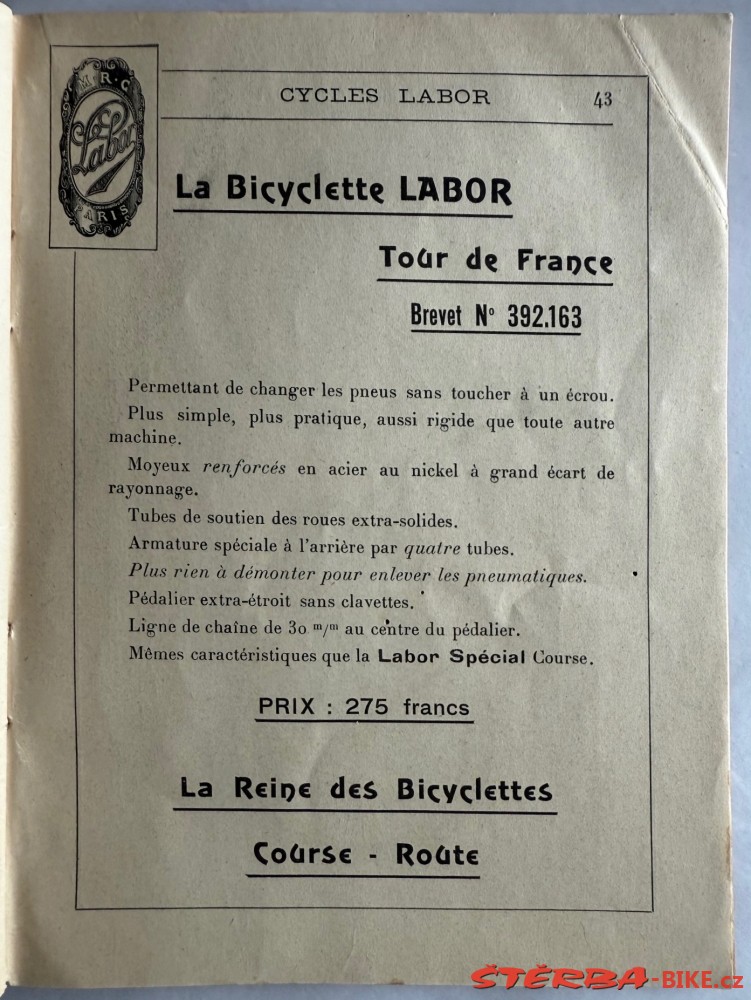 M.R.C
Labor
PARIS
CYCLES LABOR 43
La Bicyclette LABOR
Tour de France
Brevet N° 392.163
Permettant de changer les pneus sans toucher à un écrou.
Plus simple, plus pratique, aussi rigide que toute autre
machine.
Moyeux renforcés en acier au nickel à grand écart de
rayonnage.
Tubes de soutien des roues extra-solides.
Armature spéciale à l'arrière par quatre tubes.
Plus rien à démonter pour enlever les pneumatiques.
Pédalier extra-étroit sans clavettes.
Ligne de chaîne de 30 m/m au centre du pédalier.
Mêmes caractéristiques que la Labor Spécial Course.
PRIX : 275 francs
La Reine des Bicyclettes
Course - Route
ŠTĚRBA-BIKE.cz